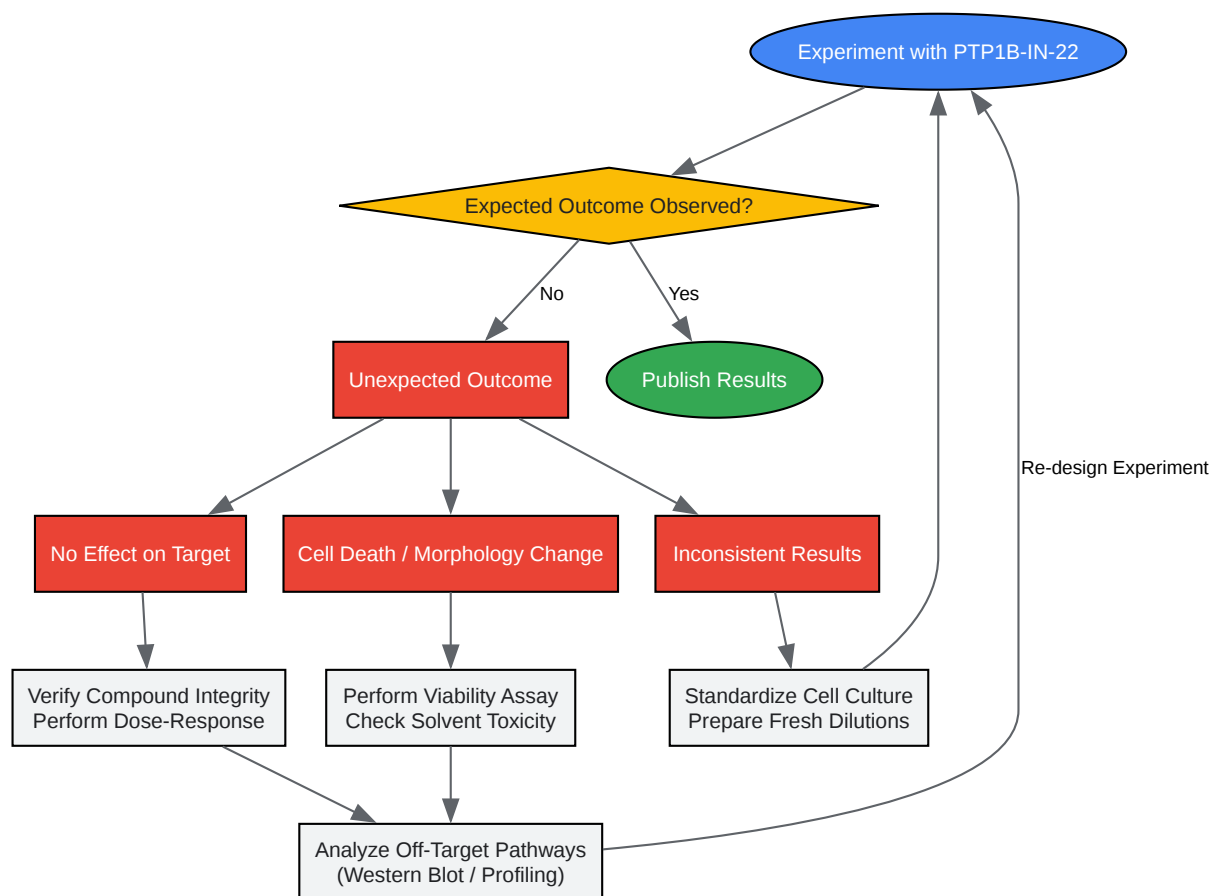 Experiment with PTP1B-IN-22
Expected Outcome Observed?
No
Yes
Unexpected Outcome
Publish Results
Re-design Experiment
No Effect on Target
Cell Death / Morphology Change
Inconsistent Results
Verify Compound Integrity
Perform Dose-Response
Perform Viability Assay
Check Solvent Toxicity
Standardize Cell Culture
Prepare Fresh Dilutions
Analyze Off-Target Pathways
(Western Blot / Profiling)